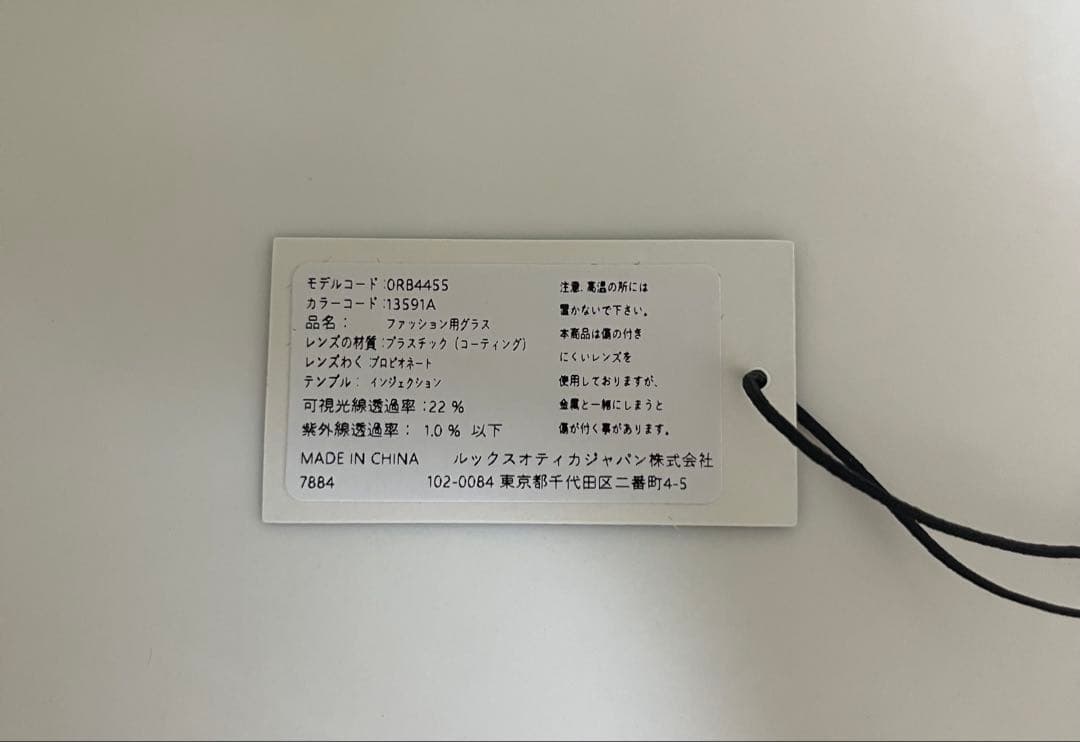 モデルコード:0RB4455
カラーコード:13591A
品名: ファッション用グラス
レンズの材質:プラスチック(コーティング)
レンズわく:プロピオネート
テンプル: インジェクション
可視光線透過率:22 %
紫外線透過率: 1.0 % 以下
注意.高温の所には
置かないで下さい。
本商品は傷の付き
にくいレンズを
使用しておりますが、
金属と一緒にしまうと
傷が付く事があります。
MADE IN CHINA ルックスオティカジャパン株式会社
7884 102-0084 東京都千代田区二番町4-5